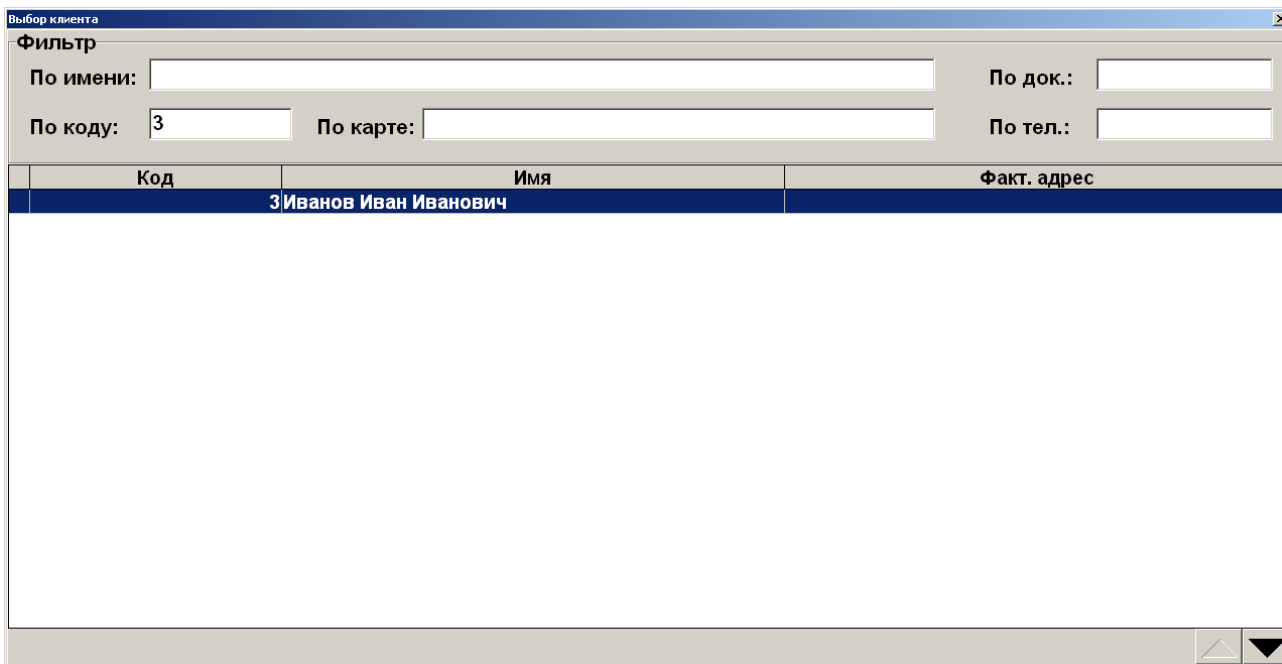 Выбор клиента
Фильтр
По имени: По док.:
По коду: 3 По карте: По тел.:
Код Имя Факт. адрес
3 Иванов Иван Иванович